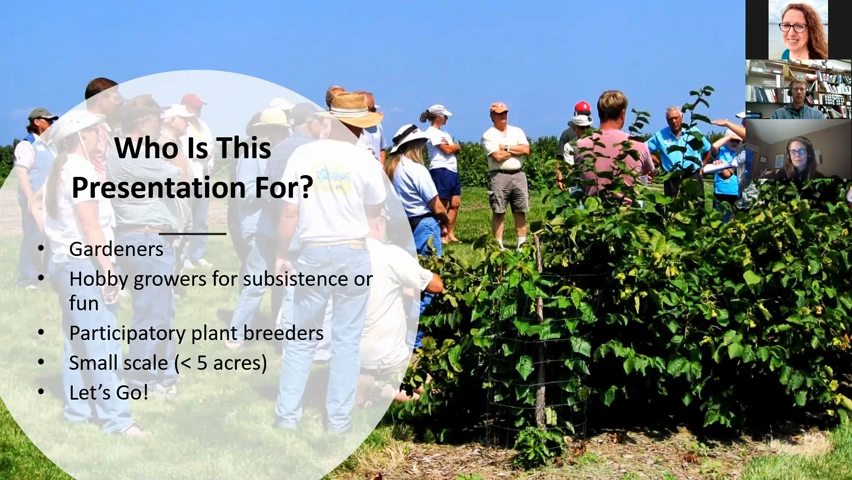 Who Is This
Presentation For?
• Gardeners
• Hobby growers for subsistence or
fun
• Participatory plant breeders
• Small scale (< 5 acres)
• Let’s Go!